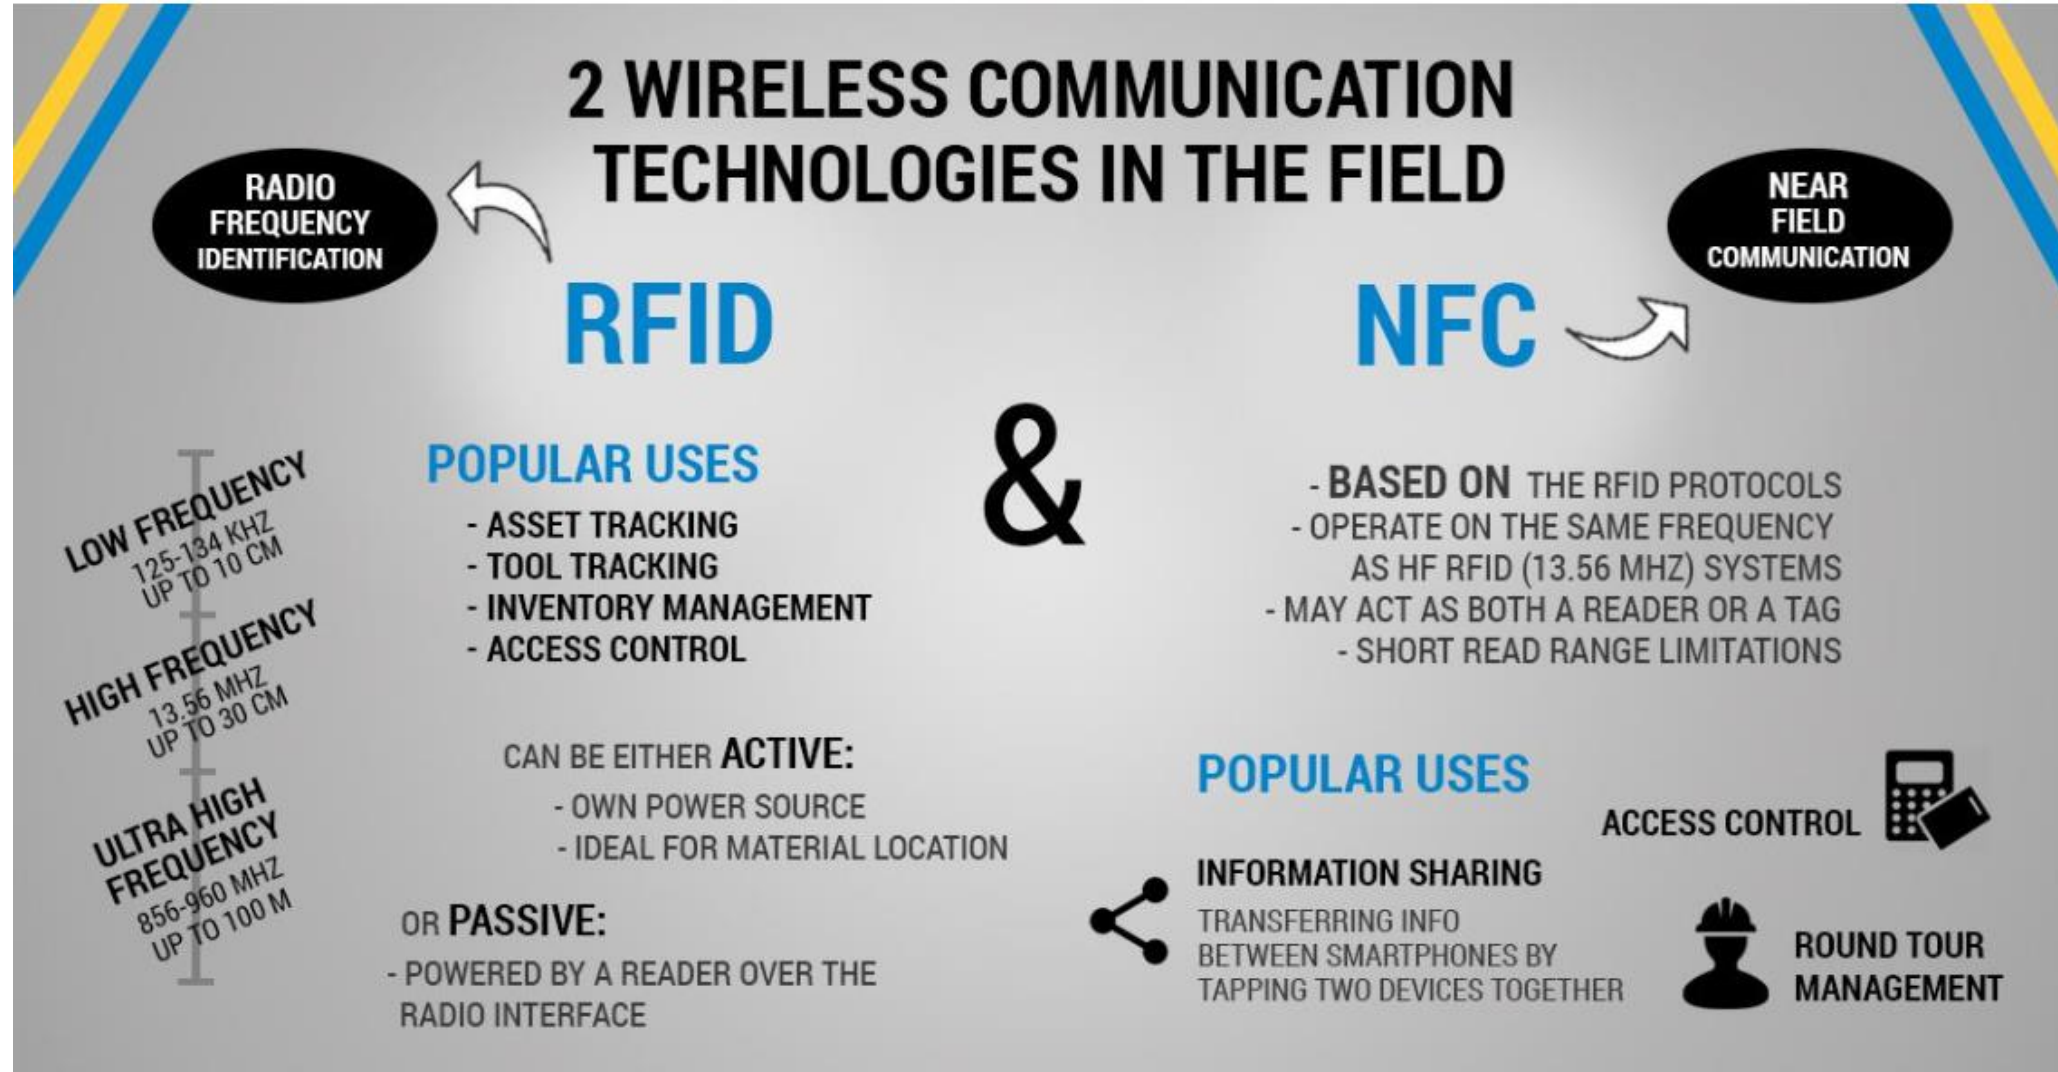 2 WIRELESS COMMUNICATION
TECHNOLOGIES IN THE FIELD
RADIO
FREQUENCY
IDENTIFICATION
RFID
LOW FREQUENCY
125-134 KHZ
UP TO 10 CM
HIGH FREQUENCY
13.56 MHZ
UP TO 30 CM
ULTRA HIGH
FREQUENCY
856-960 MHZ
UP TO 100 M
POPULAR USES
- ASSET TRACKING
- TOOL TRACKING
- INVENTORY MANAGEMENT
- ACCESS CONTROL
CAN BE EITHER ACTIVE:
- OWN POWER SOURCE
- IDEAL FOR MATERIAL LOCATION
OR PASSIVE:
- POWERED BY A READER OVER THE
RADIO INTERFACE
&
NEAR
FIELD
COMMUNICATION
NFC
- BASED ON THE RFID PROTOCOLS
- OPERATE ON THE SAME FREQUENCY
AS HF RFID (13.56 MHZ) SYSTEMS
- MAY ACT AS BOTH A READER OR A TAG
- SHORT READ RANGE LIMITATIONS
POPULAR USES
ACCESS CONTROL
INFORMATION SHARING
TRANSFERRING INFO
BETWEEN SMARTPHONES BY
TAPPING TWO DEVICES TOGETHER
ROUND TOUR
MANAGEMENT